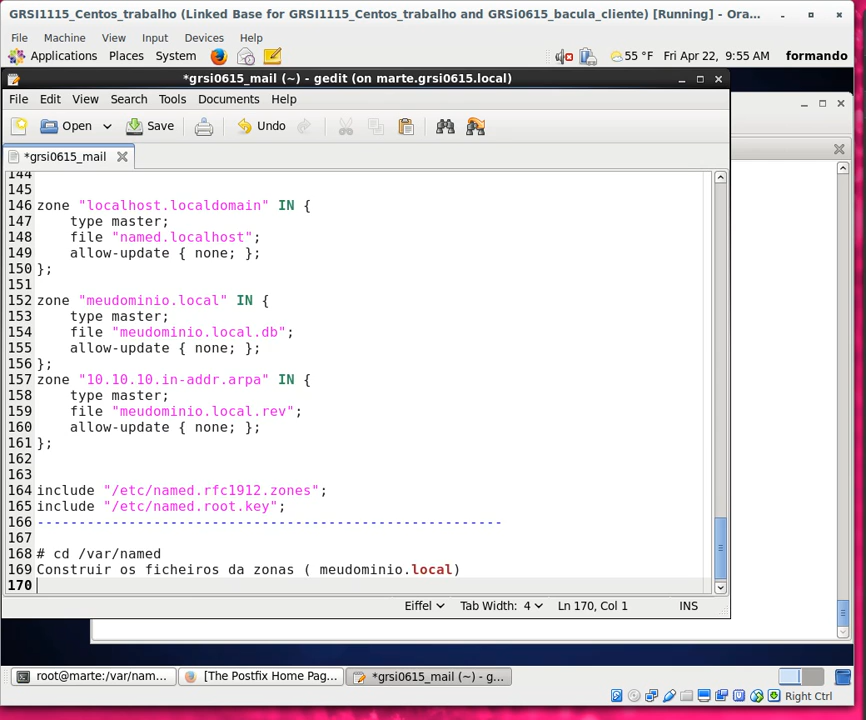 GRSI1115_Centos_trabalho (Linked Base for GRSI1115_Centos_trabalho and GRSi0615_bacula_cliente) [Running] - Ora...
File Machine View Input Devices Help
Applications Places System 55 °F Fri Apr 22, 9:55 AM formando
*grsi0615_mail (~) - gedit (on marte.grsi0615.local)
File Edit View Search Tools Documents Help
Open Save Undo
*grsi0615_mail
144
145
146 zone "localhost.localdomain" IN {
147 type master;
148 file "named.localhost";
149 allow-update { none; };
150 };
151
152 zone "meudominio.local" IN {
153 type master;
154 file "meudominio.local.db";
155 allow-update { none; };
156 };
157 zone "10.10.10.in-addr.arpa" IN {
158 type master;
159 file "meudominio.local.rev";
160 allow-update { none; };
161 };
162
163
164 include "/etc/named.rfc1912.zones";
165 include "/etc/named.root.key";
166 --------------------------------------------------------
167
168 # cd /var/named
169 Construir os ficheiros da zonas ( meudominio.local)
170
Eiffel Tab Width: 4 Ln 170, Col 1 INS
root@marte:/var/nam... [The Postfix Home Pag... *grsi0615_mail (~) - g...
Right Ctrl